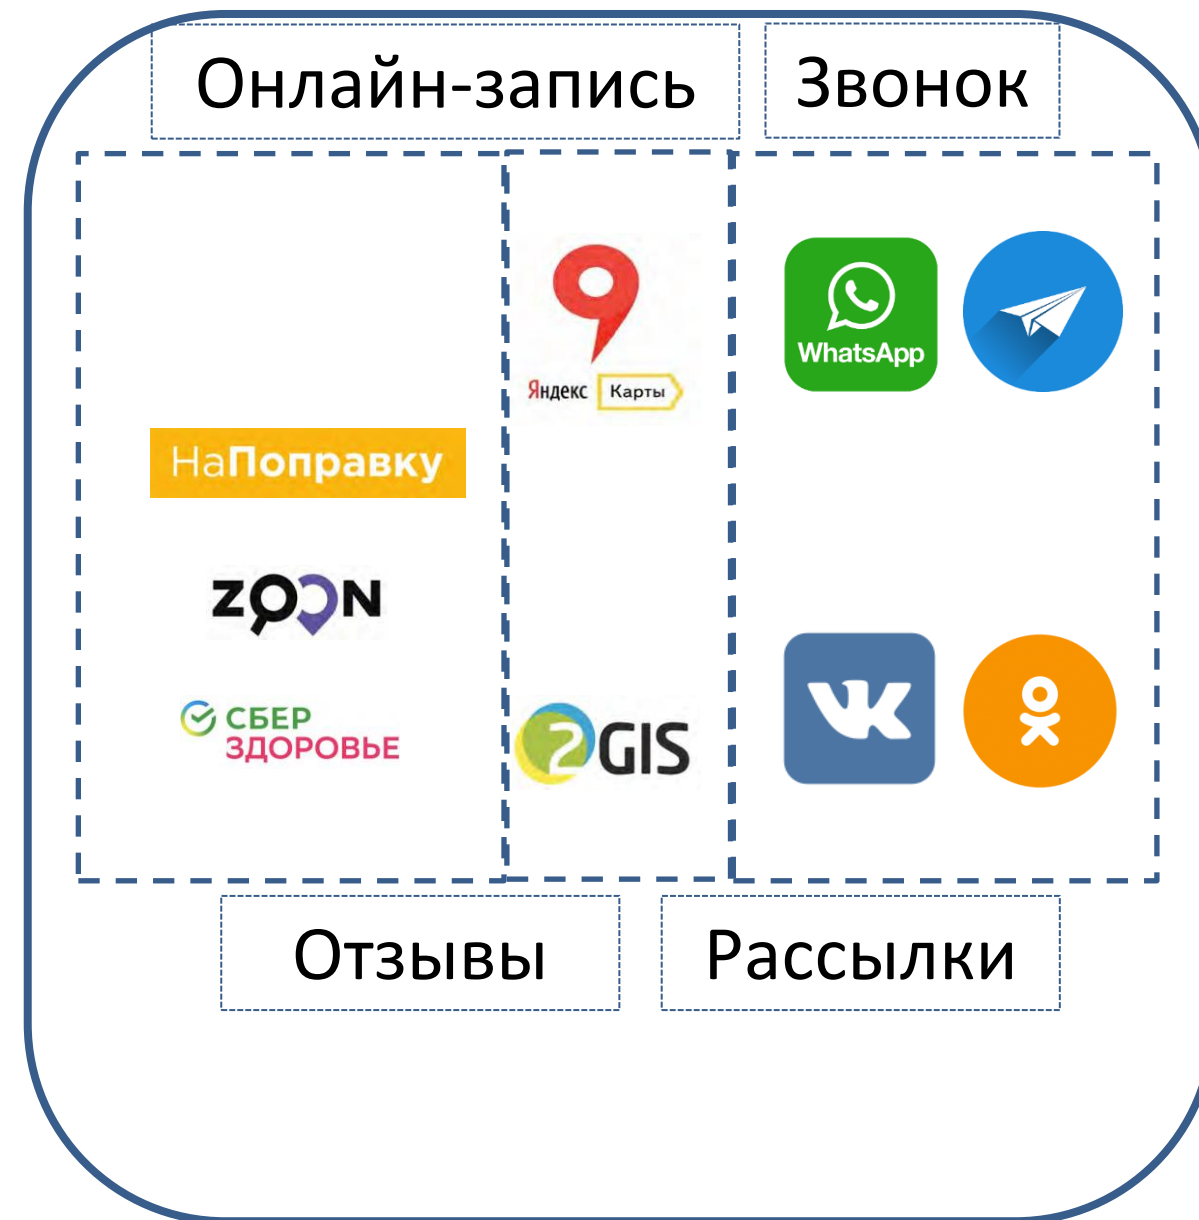 Онлайн-запись
Звонок
Яндекс Карты
WhatsApp
НаПоправку
ZOON
СБЕР
ЗДОРОВЬЕ
2GIS
Отзывы
Рассылки